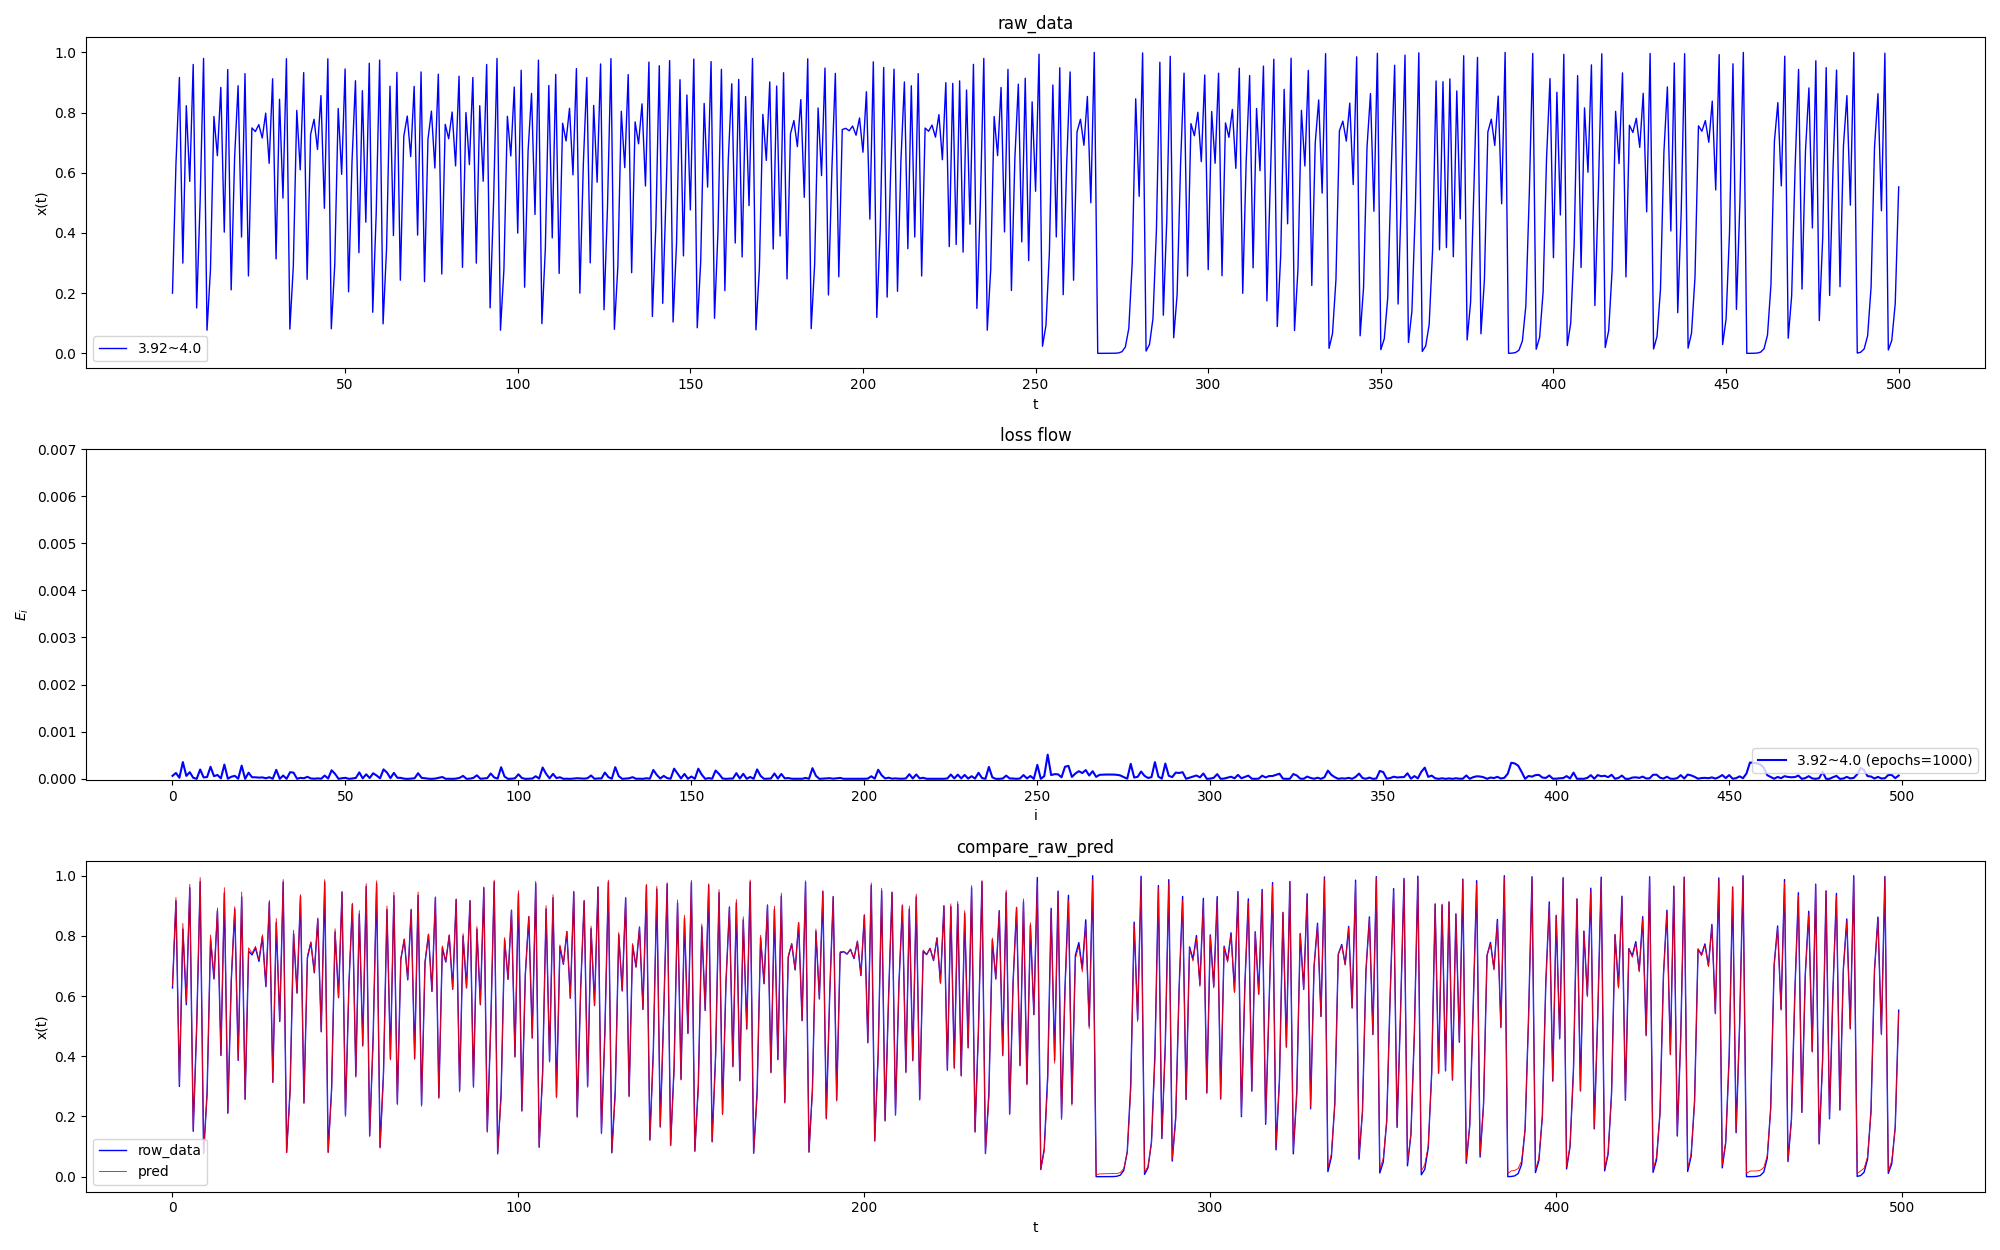 raw_data
1.0
0.8
0.6
0.4
0.2
0.0
x(t)
3.92~4.0
50 100 150 200 250 300 350 400 450 500
t
loss flow
0.007
0.006
0.005
0.004
0.003
0.002
0.001
0.000
E_i
3.92~4.0 (epochs=1000)
0 50 100 150 200 250 300 350 400 450 500
i
compare_raw_pred
1.0
0.8
0.6
0.4
0.2
0.0
x(t)
row_data
pred
0 100 200 300 400 500
t